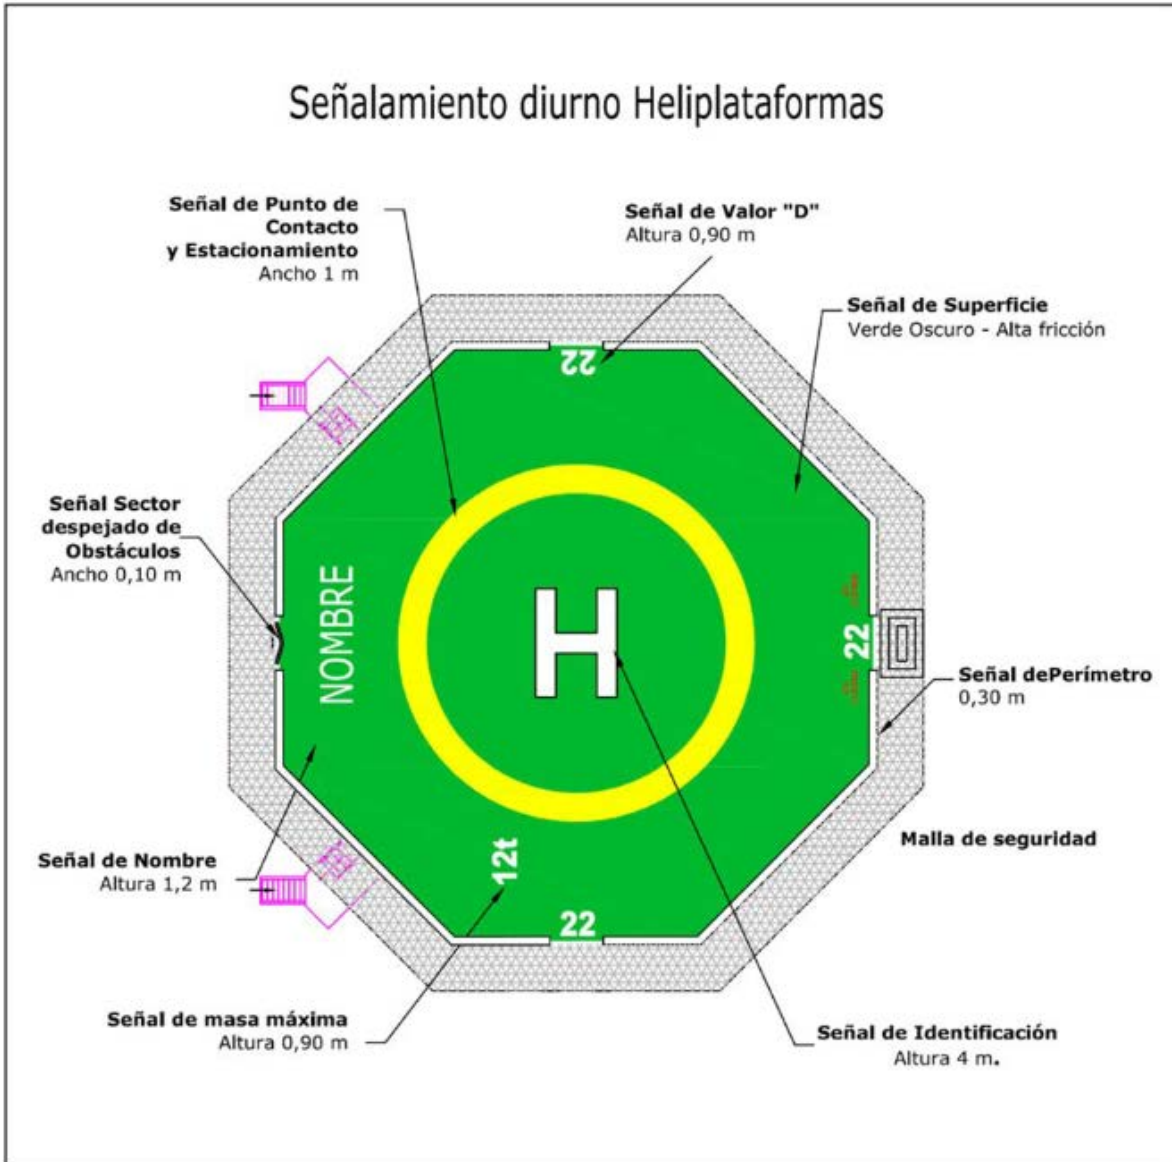 Señalamiento diurno Heliplataformas
Señal de Punto de
Contacto
y Estacionamiento
Ancho 1 m
Señal de Valor "D"
Altura 0,90 m
Señal de Superficie
Verde Oscuro - Alta fricción
22
Señal Sector
despejado de
Obstáculos
Ancho 0,10 m
NOMBRE
H
22
Señal dePerímetro
0,30 m
Malla de seguridad
Señal de Nombre
Altura 1,2 m
12t
22
Señal de masa máxima
Altura 0,90 m
Señal de Identificación
Altura 4 m.